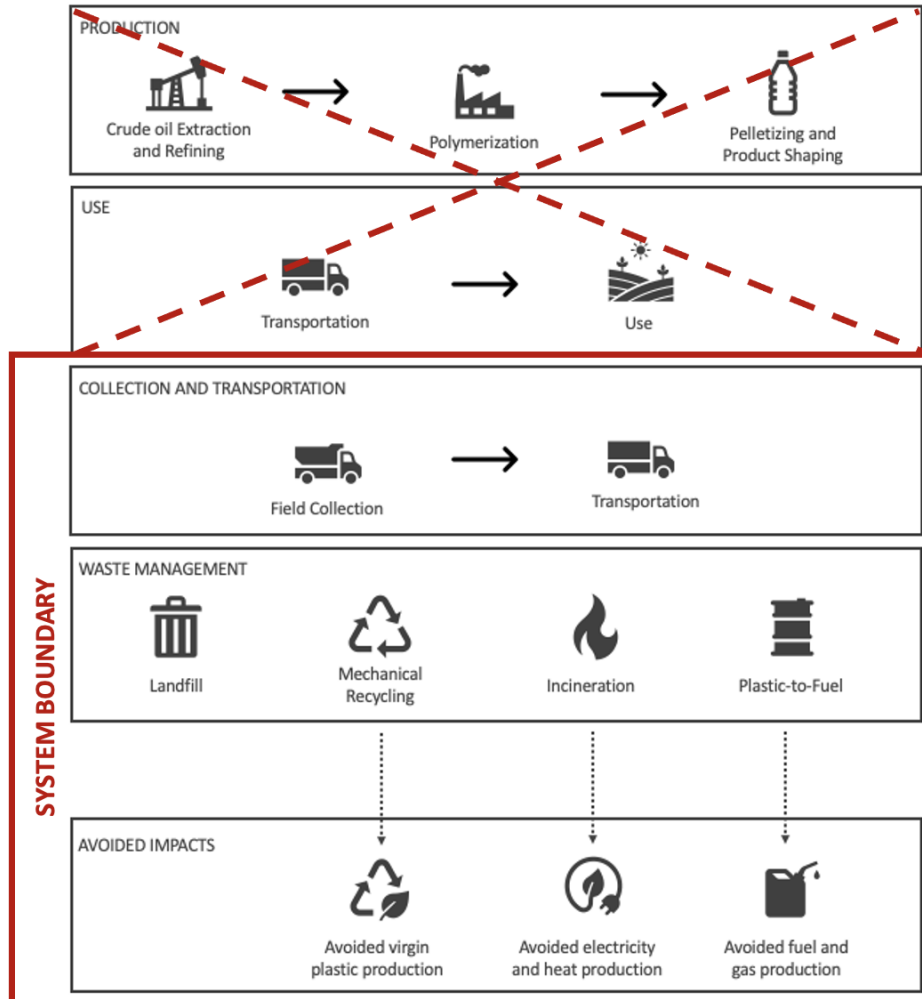 PRODUCTION
Crude oil Extraction
and Refining
Polymerization
Pelletizing and
Product Shaping
USE
Transportation
Use
COLLECTION AND TRANSPORTATION
Field Collection
Transportation
SYSTEM BOUNDARY
WASTE MANAGEMENT
Landfill
Mechanical
Recycling
Incineration
Plastic-to-Fuel
AVOIDED IMPACTS
Avoided virgin
plastic production
Avoided electricity
and heat production
Avoided fuel and
gas production